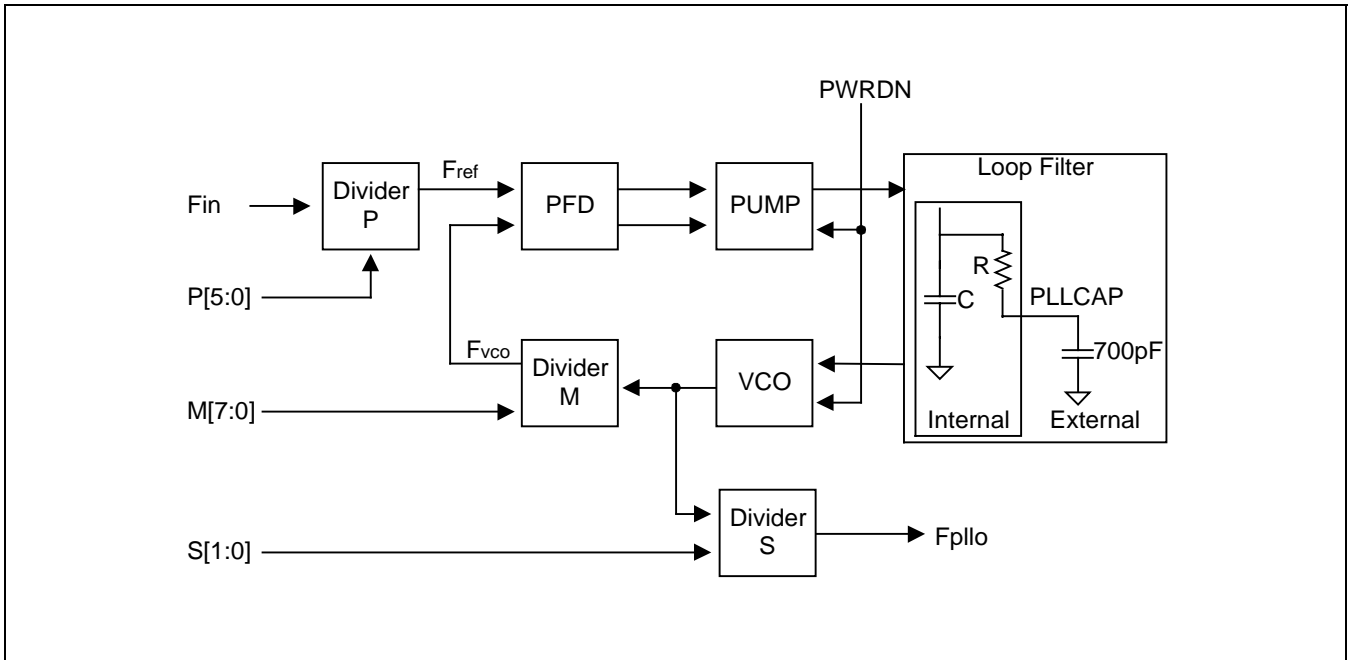 PWRDN
Loop Filter
Fin
Divider
P
Fref
PFD
PUMP
R
C
PLLCAP
700pF
P[5:0]
Fvco
Divider
M
VCO
M[7:0]
Internal
External
Divider
S
Fpllo
S[1:0]